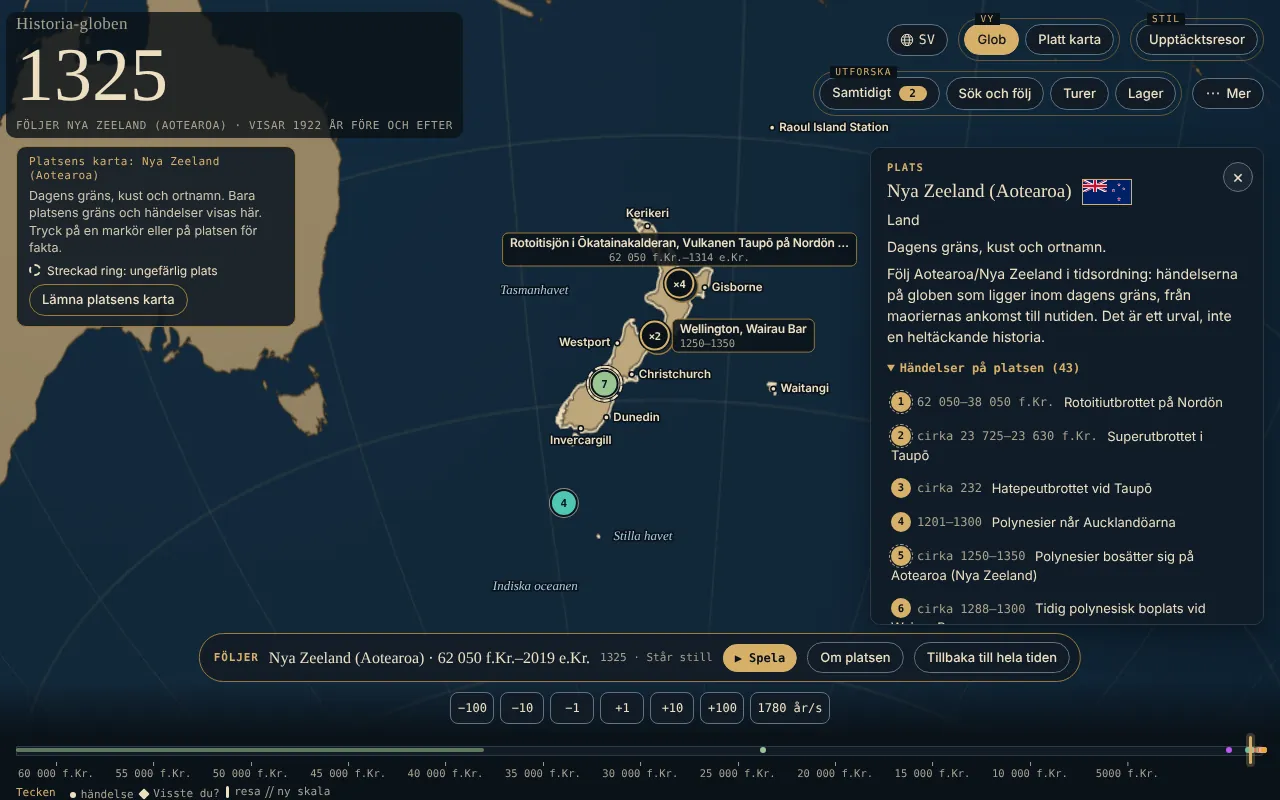 Historia-globen
1325
FÖLJER NYA ZEELAND (AOTEAROA) · VISAR 1922 ÅR FÖRE OCH EFTER
SV
VY
Glob
Platt karta
STIL
Upptäcktsresor
UTFORSKA
Samtidigt 2
Sök och följ
Turer
Lager
··· Mer
Platsens karta: Nya Zeeland
(Aotearoa)
Dagens gräns, kust och ortnamn. Bara
platsens gräns och händelser visas här.
Tryck på en markör eller på platsen för
fakta.
Streckad ring: ungefärlig plats
Lämna platsens karta
Raoul Island Station
Kerikeri
Rotoitisjön i Ōkatainakalderan, Vulkanen Taupō på Nordön ...
62 050 f.Kr.–1314 e.Kr.
×4
Gisborne
Tasmanhavet
×2
Wellington, Wairau Bar
1250–1350
Westport
Christchurch
7
Waitangi
Dunedin
Invercargill
4
Stilla havet
Indiska oceanen
PLATS
Nya Zeeland (Aotearoa)
×
Land
Dagens gräns, kust och ortnamn.
Följ Aotearoa/Nya Zeeland i tidsordning: händelserna
på globen som ligger inom dagens gräns, från
maoriernas ankomst till nutiden. Det är ett urval, inte
en heltäckande historia.
▼ Händelser på platsen (43)
1 62 050–38 050 f.Kr. Rotoitiutbrottet på Nordön
2 cirka 23 725–23 630 f.Kr. Superutbrottet i
Taupō
3 cirka 232 Hatepeutbrottet vid Taupō
4 1201–1300 Polynesier når Aucklandöarna
5 cirka 1250–1350 Polynesier bosätter sig på
Aotearoa (Nya Zeeland)
6 cirka 1288–1300 Tidig polynesisk boplats vid
FÖLJER Nya Zeeland (Aotearoa) · 62 050 f.Kr.–2019 e.Kr. 1325 · Står still
▶ Spela
Om platsen
Tillbaka till hela tiden
−100
−10
−1
+1
+10
+100
1780 år/s
60 000 f.Kr. 55 000 f.Kr. 50 000 f.Kr. 45 000 f.Kr. 40 000 f.Kr. 35 000 f.Kr. 30 000 f.Kr. 25 000 f.Kr. 20 000 f.Kr. 15 000 f.Kr. 10 000 f.Kr. 5000 f.Kr.
Tecken händelse Visste du? resa // ny skala